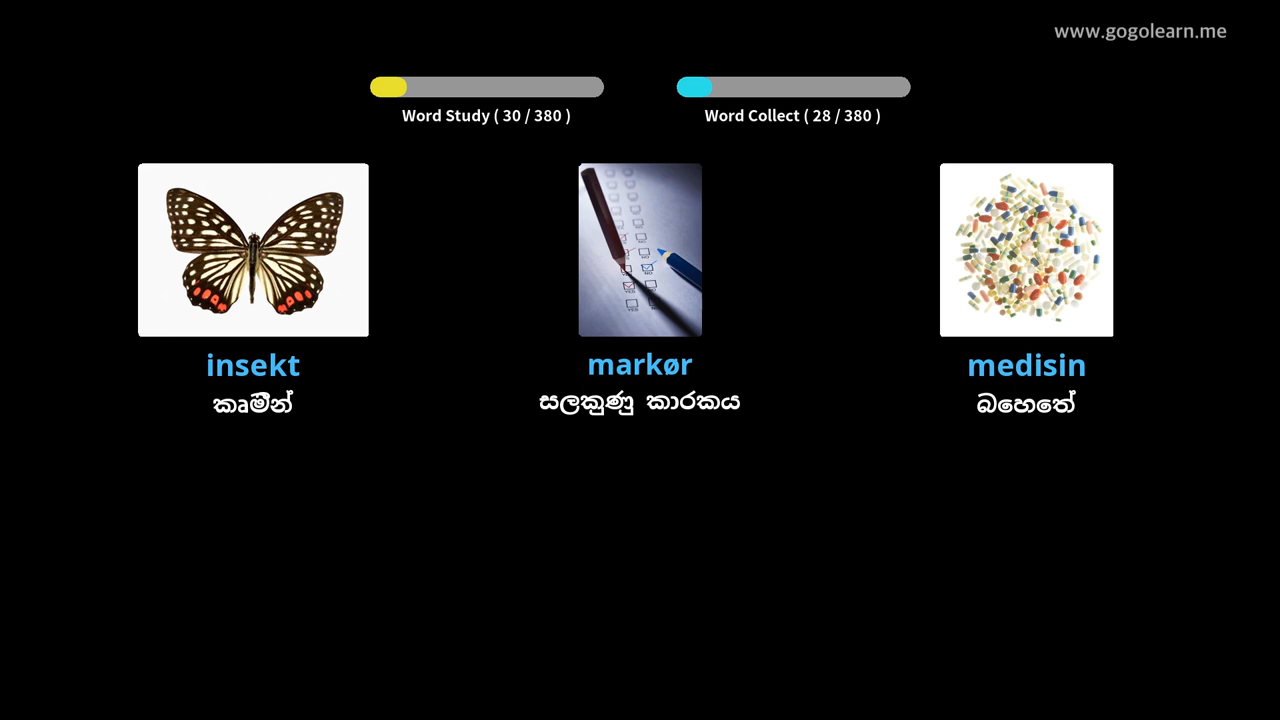 www.gogolearn.me
Word Study ( 30 / 380 )
Word Collect ( 28 / 380 )
insekt
markør
medisin
කෘමීන්
සලකුණු කාරකය
බෙහෙත්